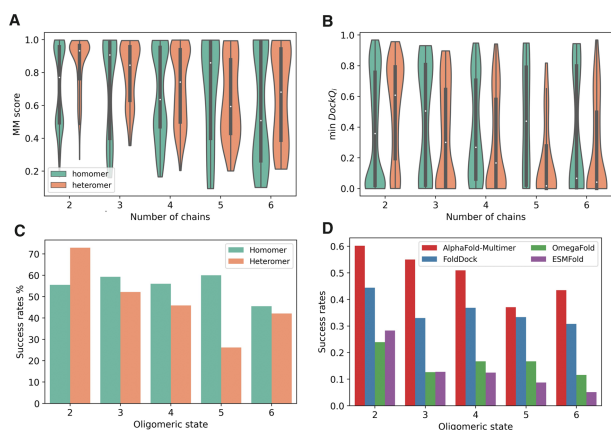 A
MM score
1.0
0.8
0.6
0.4
0.2
homomer
heteromer
2 3 4 5 6
Number of chains
B
min DockQᵢ
1.0
0.8
0.6
0.4
0.2
0.0
2 3 4 5 6
Number of chains
C
Success rates %
70
60
50
40
30
20
10
0
Homomer
Heteromer
2 3 4 5 6
Oligomeric state
D
Success rates
0.6
0.5
0.4
0.3
0.2
0.1
0.0
AlphaFold-Multimer
FoldDock
OmegaFold
ESMFold
2 3 4 5 6
Oligomeric state